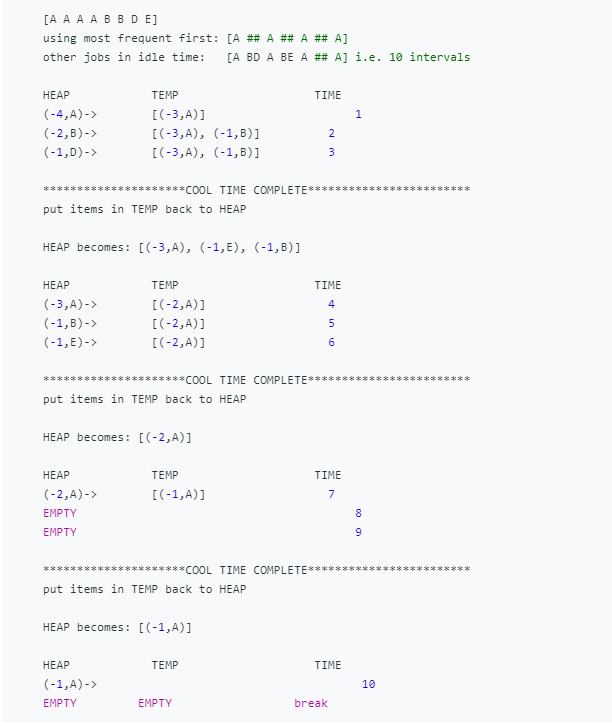 [A A A A B B D E]
using most frequent first: [A ## A ## A ## A]
other jobs in idle time:   [A BD A BE A ## A] i.e. 10 intervals
HEAP            TEMP                    TIME
(-4,A)->        [(-3,A)]                      1
(-2,B)->        [(-3,A), (-1,B)]          2
(-1,D)->        [(-3,A), (-1,B)]          3
*********************COOL TIME COMPLETE************************
put items in TEMP back to HEAP
HEAP becomes: [(-3,A), (-1,E), (-1,B)]
HEAP            TEMP                    TIME
(-3,A)->        [(-2,A)]                  4
(-1,B)->        [(-2,A)]                  5
(-1,E)->        [(-2,A)]                  6
*********************COOL TIME COMPLETE************************
put items in TEMP back to HEAP
HEAP becomes: [(-2,A)]
HEAP            TEMP                    TIME
(-2,A)->        [(-1,A)]                  7
EMPTY                                         8
EMPTY                                         9
*********************COOL TIME COMPLETE************************
put items in TEMP back to HEAP
HEAP becomes: [(-1,A)]
HEAP            TEMP                    TIME
(-1,A)->                                       10
EMPTY         EMPTY                  break